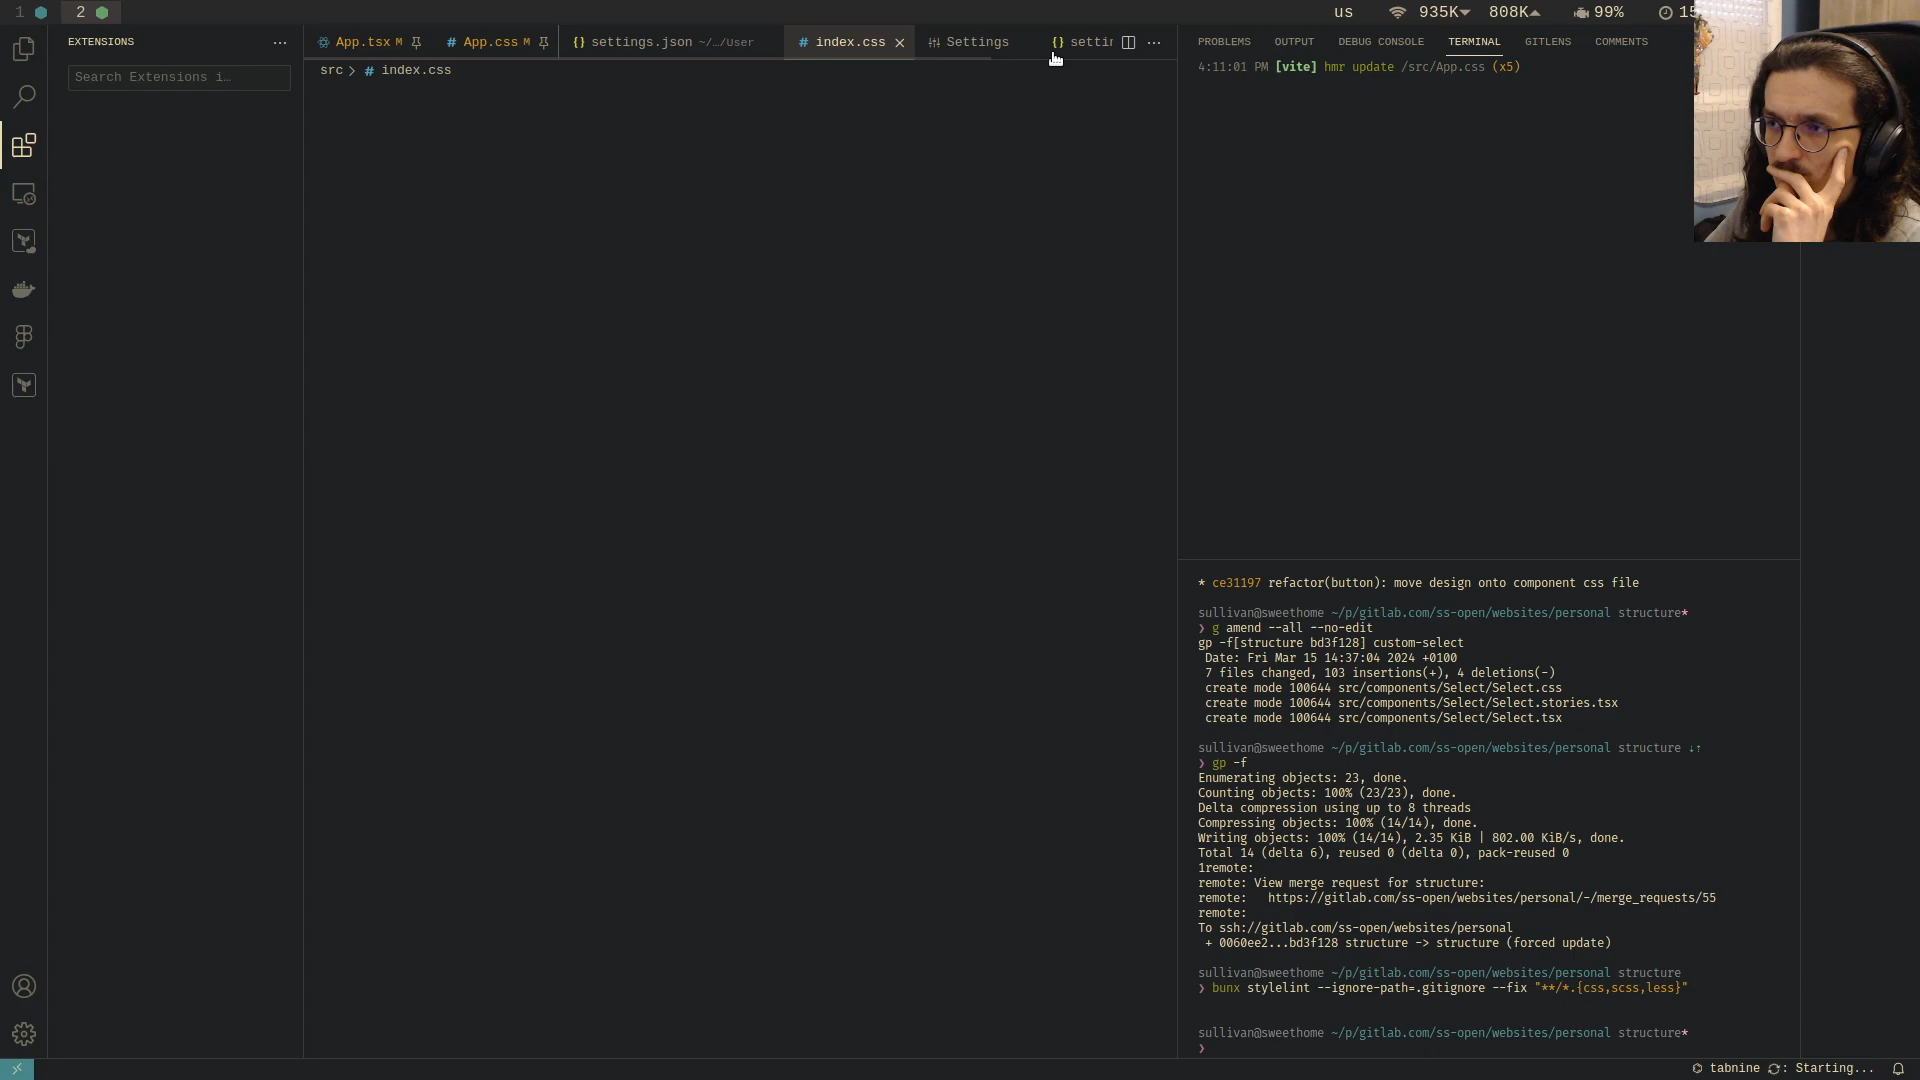 1 2 us 935K 808K 99% 15
EXTENSIONS
Search Extensions i…
App.tsx M App.css M settings.json ~/.../User index.css Settings settir
src > # index.css
PROBLEMS OUTPUT DEBUG CONSOLE TERMINAL GITLENS COMMENTS
4:11:01 PM [vite] hmr update /src/App.css (x5)
* ce31197 refactor(button): move design onto component css file
sullivan@sweethome ~/p/gitlab.com/ss-open/websites/personal structure*
❯ g amend --all --no-edit
gp -f[structure bd3f128] custom-select
Date: Fri Mar 15 14:37:04 2024 +0100
7 files changed, 103 insertions(+), 4 deletions(-)
create mode 100644 src/components/Select/Select.css
create mode 100644 src/components/Select/Select.stories.tsx
create mode 100644 src/components/Select/Select.tsx
sullivan@sweethome ~/p/gitlab.com/ss-open/websites/personal structure ↓↑
❯ gp -f
Enumerating objects: 23, done.
Counting objects: 100% (23/23), done.
Delta compression using up to 8 threads
Compressing objects: 100% (14/14), done.
Writing objects: 100% (14/14), 2.35 KiB | 802.00 KiB/s, done.
Total 14 (delta 6), reused 0 (delta 0), pack-reused 0
1remote:
remote: View merge request for structure:
remote:   https://gitlab.com/ss-open/websites/personal/-/merge_requests/55
remote:
To ssh://gitlab.com/ss-open/websites/personal
+ 0060ee2...bd3f128 structure -> structure (forced update)
sullivan@sweethome ~/p/gitlab.com/ss-open/websites/personal structure
❯ bunx stylelint --ignore-path=.gitignore --fix "**/*.{css,scss,less}"
sullivan@sweethome ~/p/gitlab.com/ss-open/websites/personal structure*
❯
tabnine : Starting...